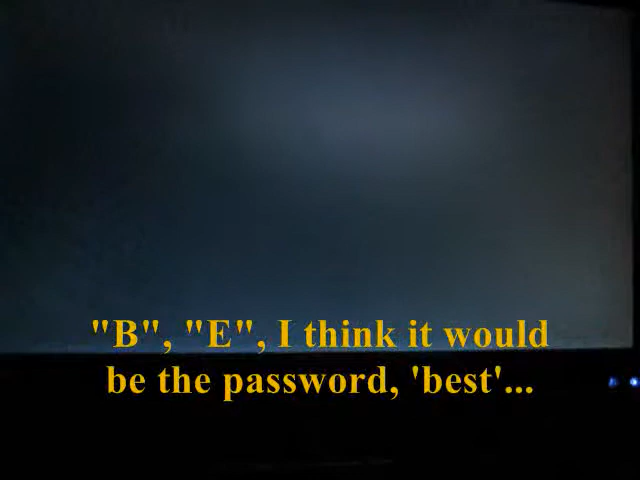 "B", "E", I think it would
be the password, 'best'...